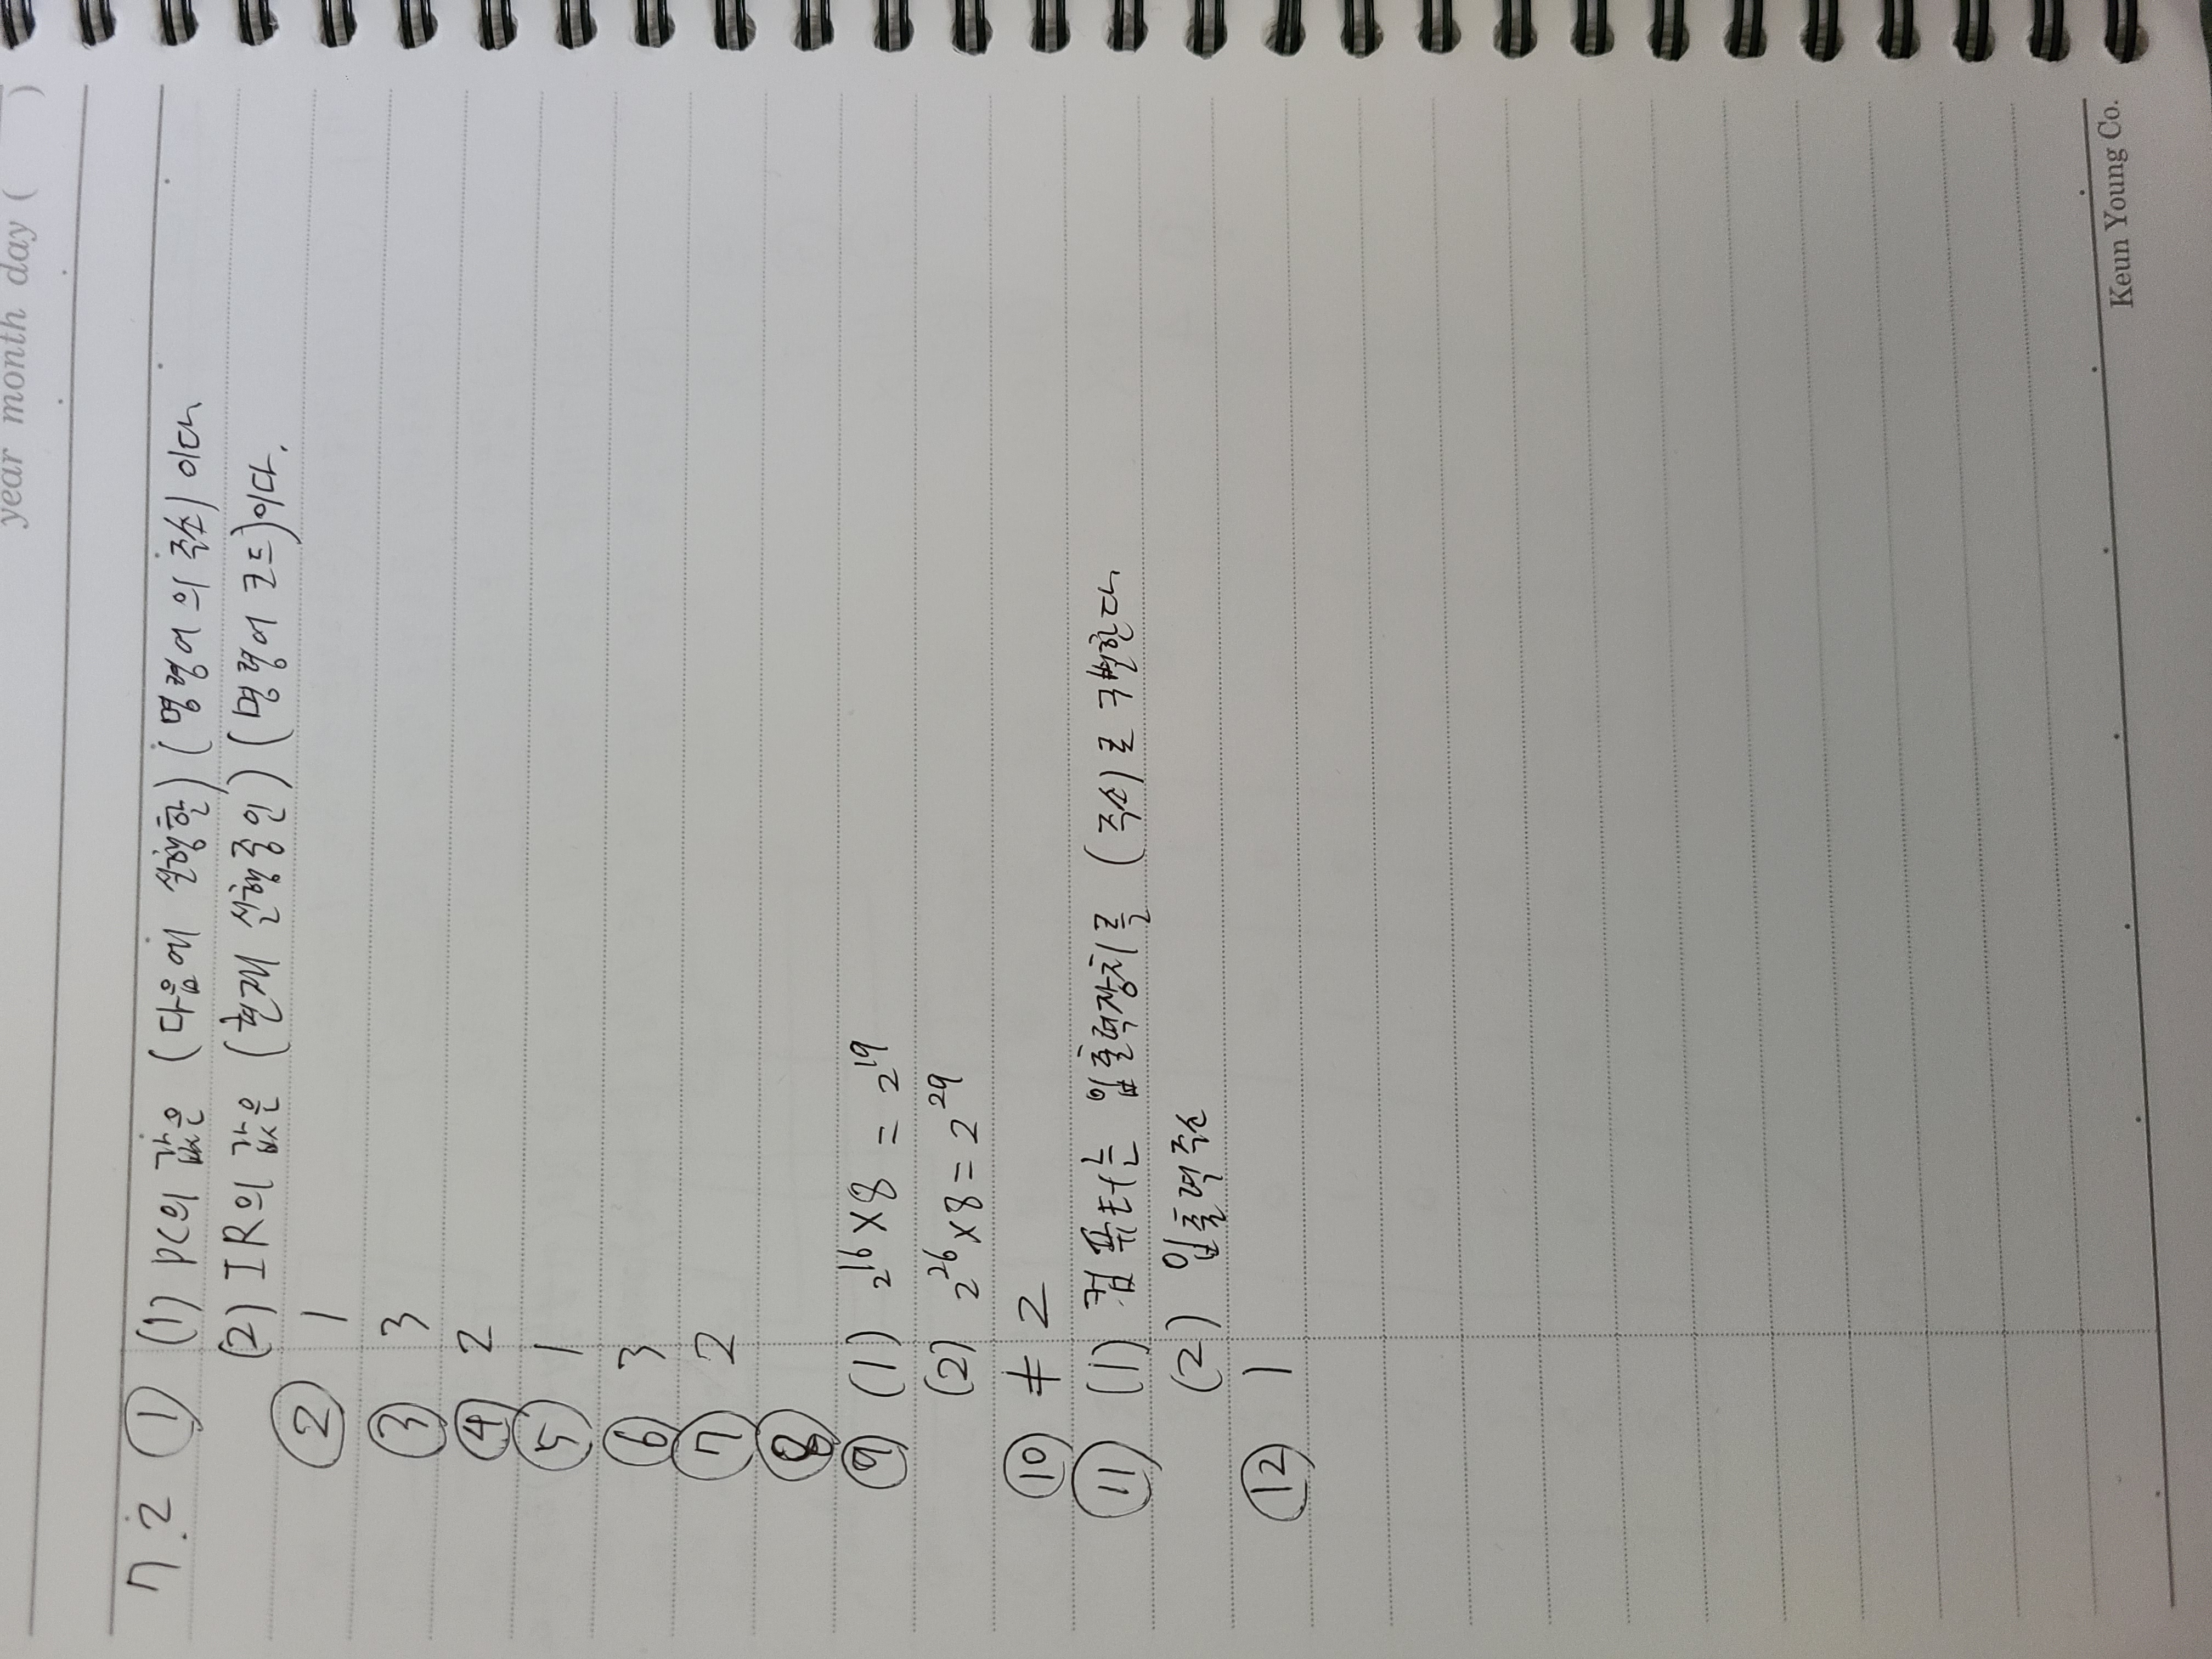 year month day ( )
7.2 ① (1) PC의 값은 (다음에 실행할) (명령어의 주소) 이다
(2) IR의 값은 (현재 실행중인) (명령어 코드)이다.
② 1
③ 3
④ 2
⑤ 1
⑥ 3
⑦ 2
⑧
⑨ (1) 2^16 × 8 = 2^19
(2) 2^26 × 8 = 2^29
⑩ ≠ 2
⑪ (1) 컴퓨터는 입출력장치를 (주소)로 구별한다
(2) 입출력주소
⑫ 1
Keun Young Co.